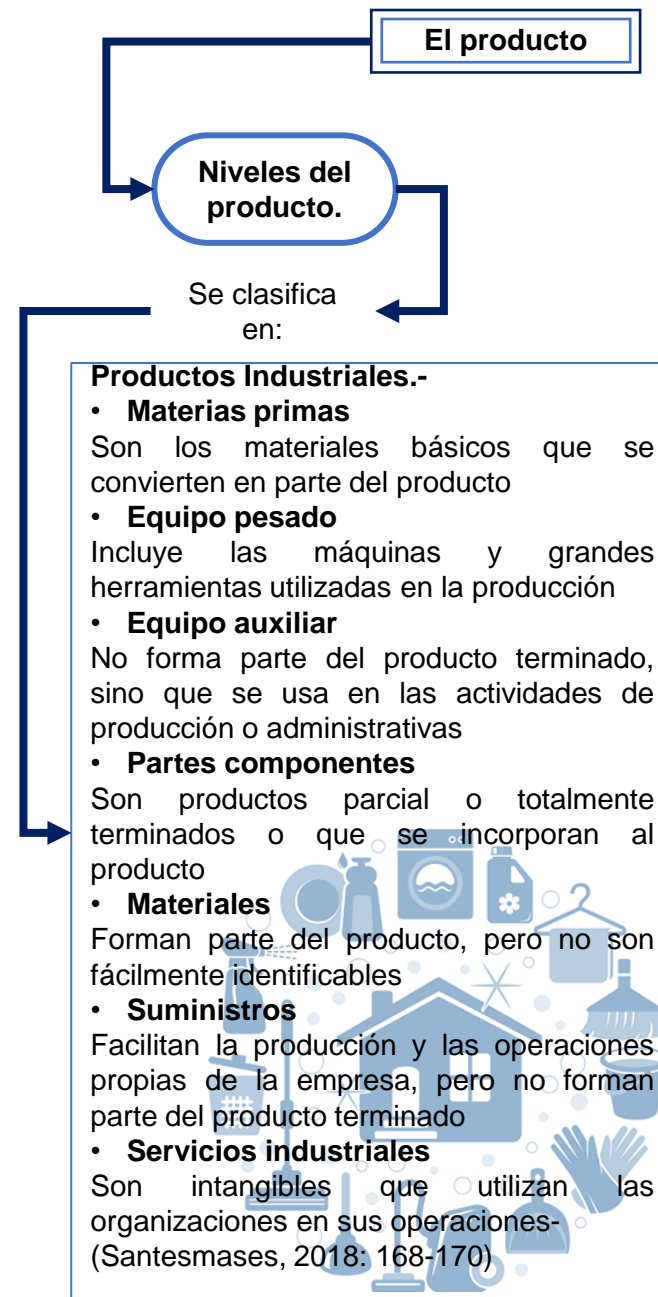 El producto
Niveles del
producto.
Se clasifica
en:
Productos Industriales.-
• Materias primas
Son los materiales básicos que se
convierten en parte del producto
• Equipo pesado
Incluye las máquinas y grandes
herramientas utilizadas en la producción
• Equipo auxiliar
No forma parte del producto terminado,
sino que se usa en las actividades de
producción o administrativas
• Partes componentes
Son productos parcial o totalmente
terminados o que se incorporan al
producto
• Materiales
Forman parte del producto, pero no son
fácilmente identificables
• Suministros
Facilitan la producción y las operaciones
propias de la empresa, pero no forman
parte del producto terminado
• Servicios industriales
Son intangibles que utilizan las
organizaciones en sus operaciones-
(Santesmases, 2018: 168-170)